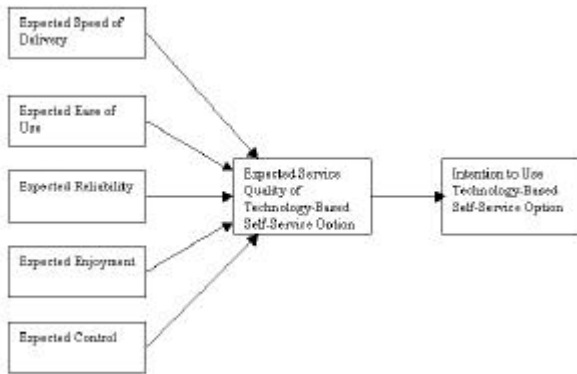 Expected Speed of
Delivery
Expected Ease of
Use
Expected Reliability
Expected Enjoyment
Expected Control
Expected Service
Quality of
Technology-Based
Self-Service Option
Intention to Use
Technology-Based
Self-Service Option